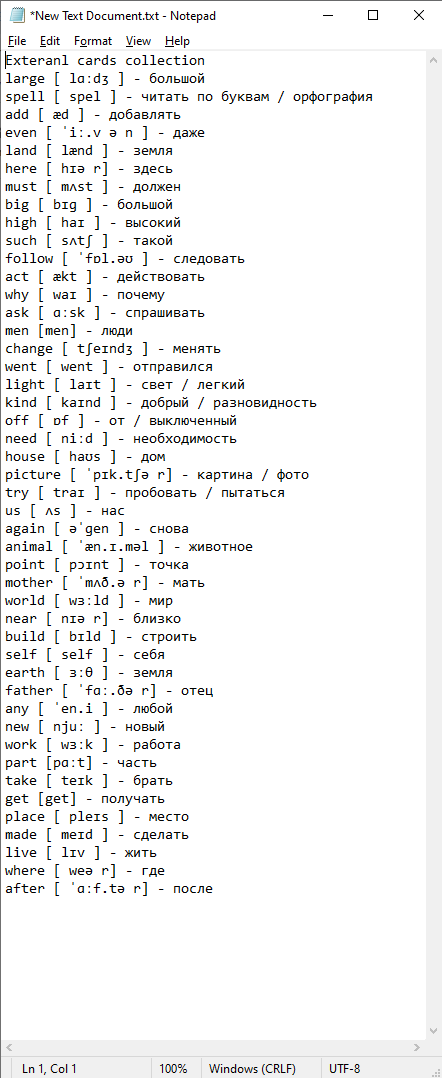 *New Text Document.txt - Notepad
File Edit Format View Help
Exteranl cards collection
large [ lɑːdʒ ] - большой
spell [ spel ] - читать по буквам / орфография
add [ æd ] - добавлять
even [ ˈiː.v ə n ] - даже
land [ lænd ] - земля
here [ hɪə r] - здесь
must [ mʌst ] - должен
big [ bɪɡ ] - большой
high [ haɪ ] - высокий
such [ sʌtʃ ] - такой
follow [ ˈfɒl.əʊ ] - следовать
act [ ækt ] - действовать
why [ waɪ ] - почему
ask [ ɑːsk ] - спрашивать
men [men] - люди
change [ tʃeɪndʒ ] - менять
went [ went ] - отправился
light [ laɪt ] - свет / легкий
kind [ kaɪnd ] - добрый / разновидность
off [ ɒf ] - от / выключенный
need [ niːd ] - необходимость
house [ haʊs ] - дом
picture [ ˈpɪk.tʃə r] - картина / фото
try [ traɪ ] - пробовать / пытаться
us [ ʌs ] - нас
again [ əˈɡen ] - снова
animal [ ˈæn.ɪ.məl ] - животное
point [ pɔɪnt ] - точка
mother [ ˈmʌð.ə r] - мать
world [ wɜːld ] - мир
near [ nɪə r] - близко
build [ bɪld ] - строить
self [ self ] - себя
earth [ ɜːθ ] - земля
father [ ˈfɑː.ðə r] - отец
any [ ˈen.i ] - любой
new [ njuː ] - новый
work [ wɜːk ] - работа
part [pɑːt] - часть
take [ teɪk ] - брать
get [get] - получать
place [ pleɪs ] - место
made [ meɪd ] - сделать
live [ lɪv ] - жить
where [ weə r] - где
after [ ˈɑːf.tə r] - после
Ln 1, Col 1 100% Windows (CRLF) UTF-8